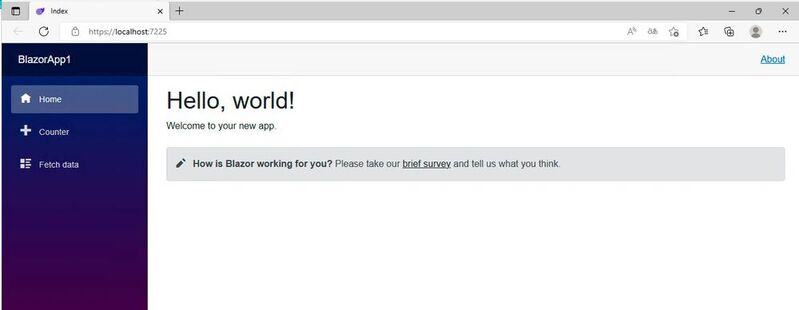 Index
https://localhost:7225
BlazorApp1
About
Home
Counter
Fetch data
Hello, world!
Welcome to your new app.
How is Blazor working for you? Please take our brief survey and tell us what you think.